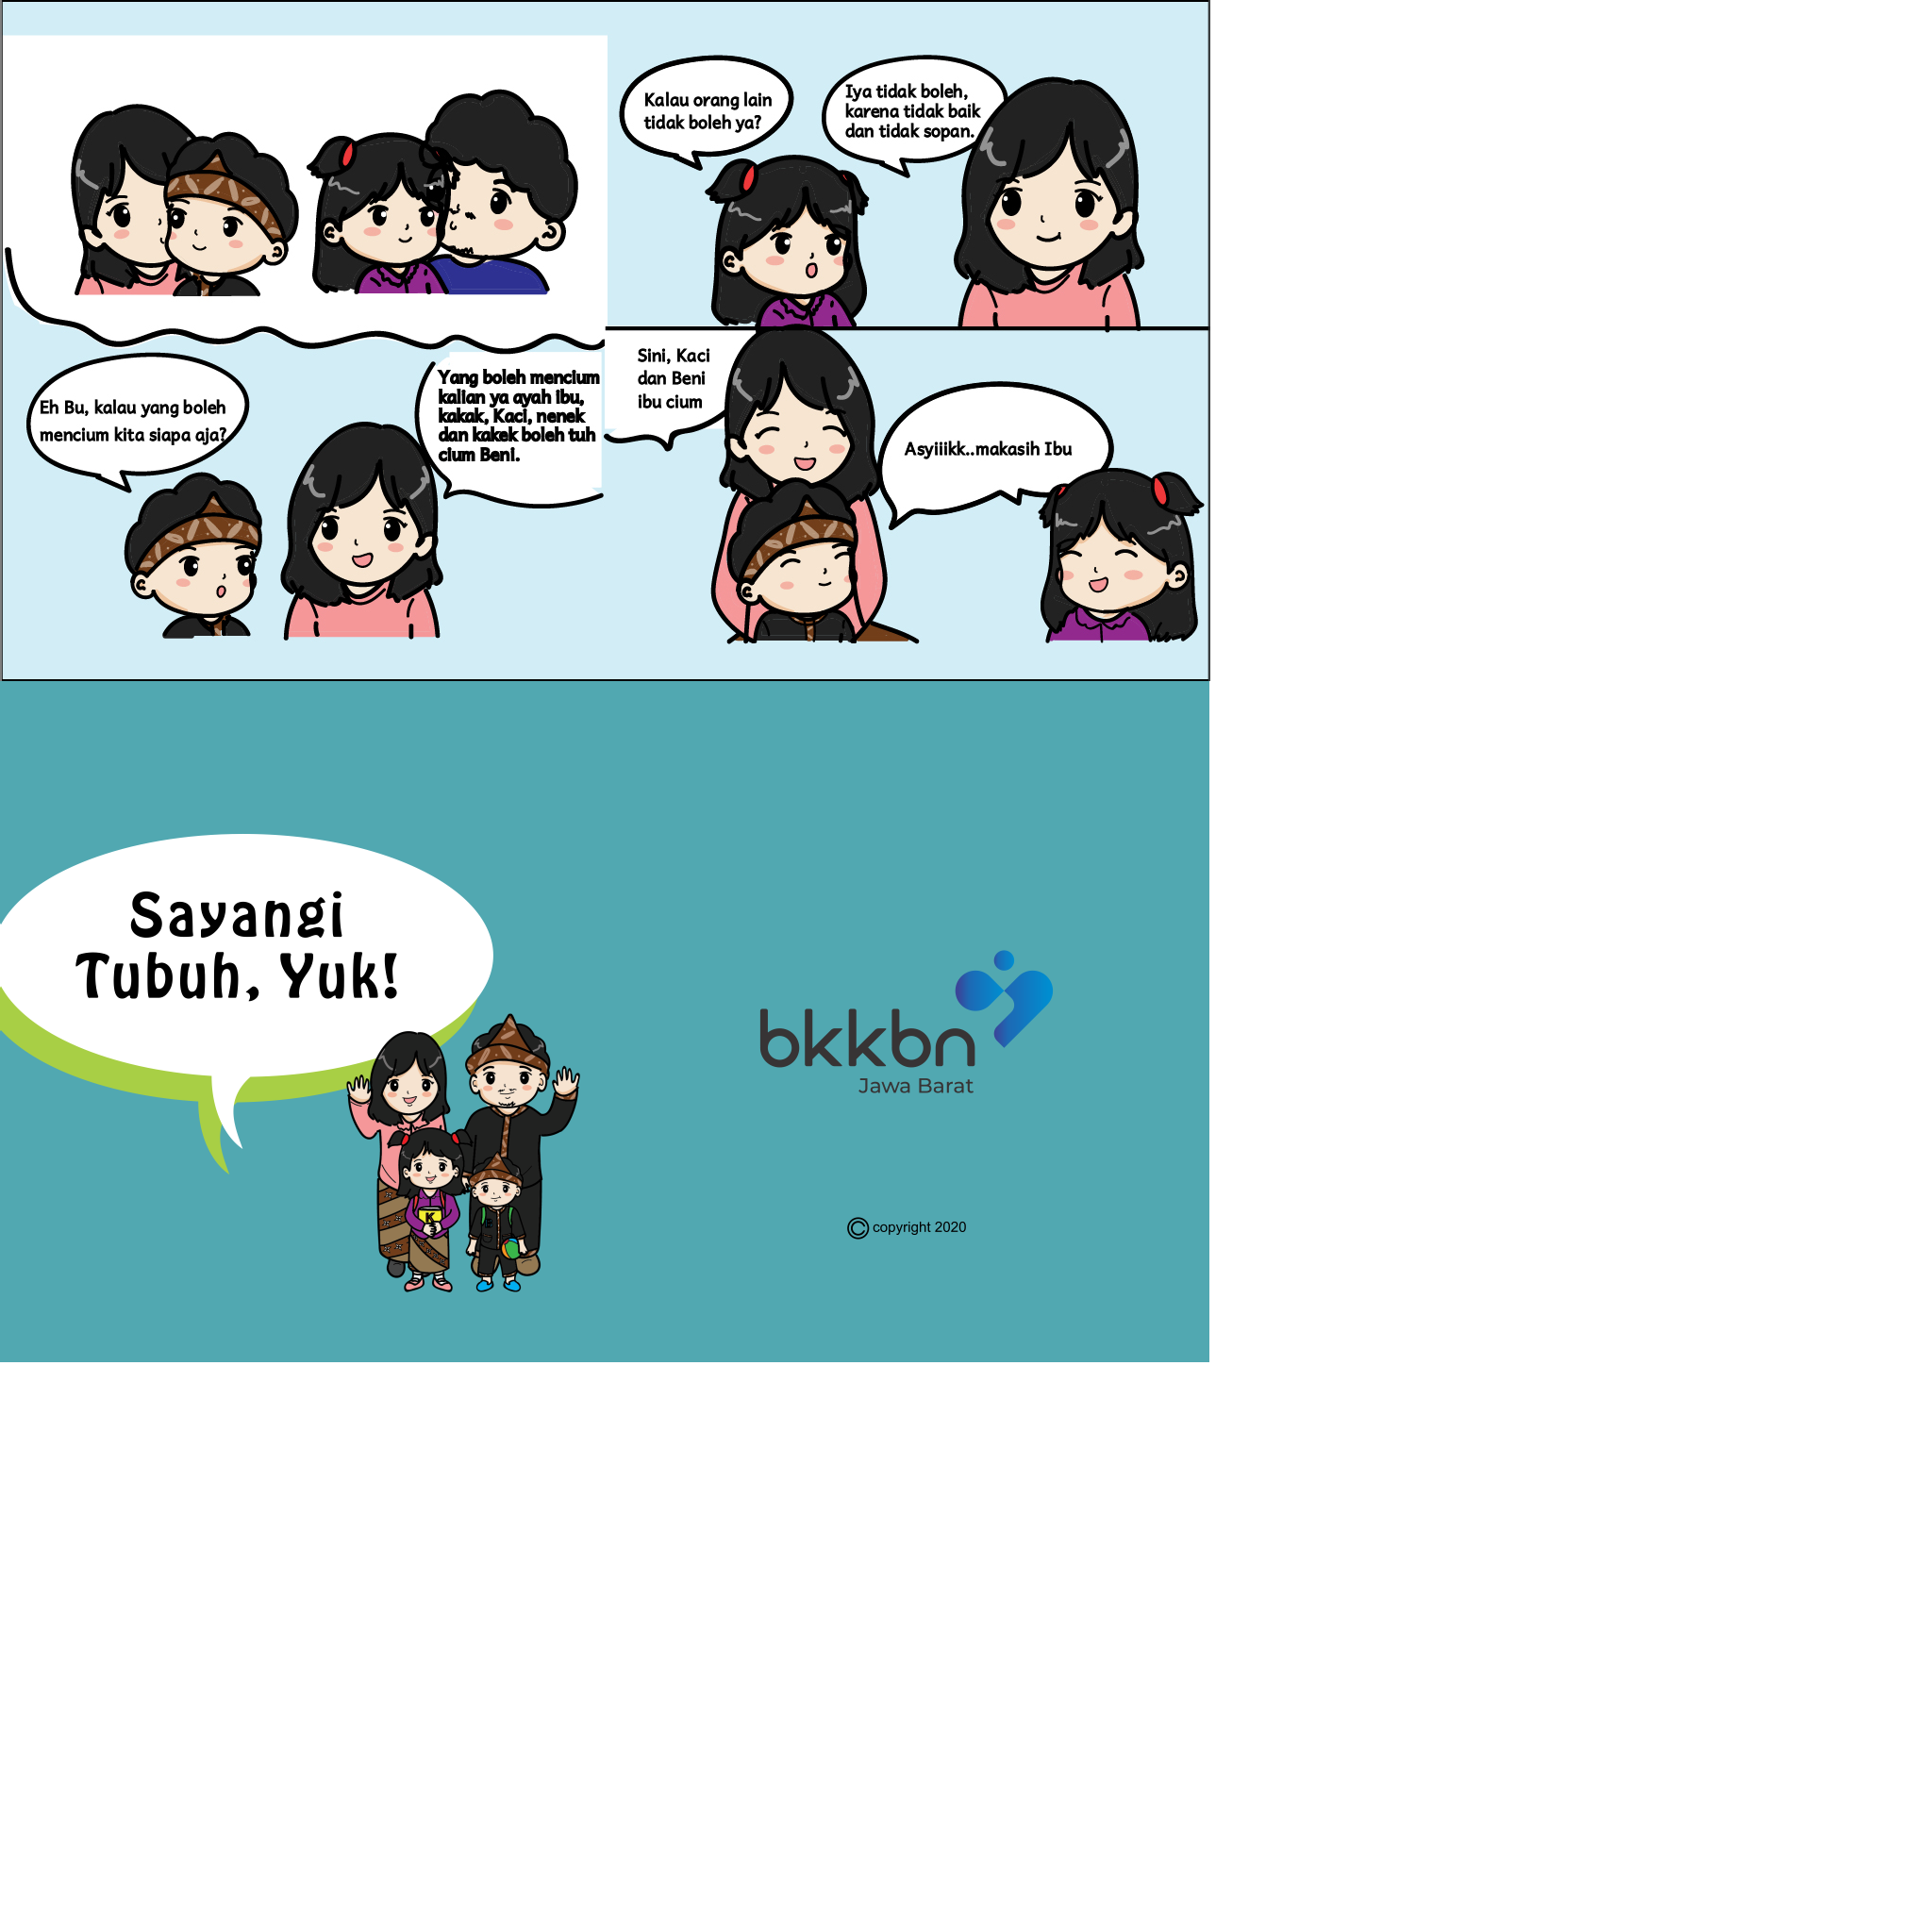 Eh Bu, kalau yang boleh
mencium kita siapa aja?
Yang boleh mencium
kalian ya ayah ibu,
kakak, Kaci, nenek
dan kakek boleh tuh
cium Beni.
Kalau orang lain
tidak boleh ya?
Iya tidak boleh,
karena tidak baik
dan tidak sopan.
Sini, Kaci
dan Beni
ibu cium
Asyiiikk..makasih Ibu
Sayangi
Tubuh, Yuk!
K
bkkbn
Jawa Barat
© copyright 2020